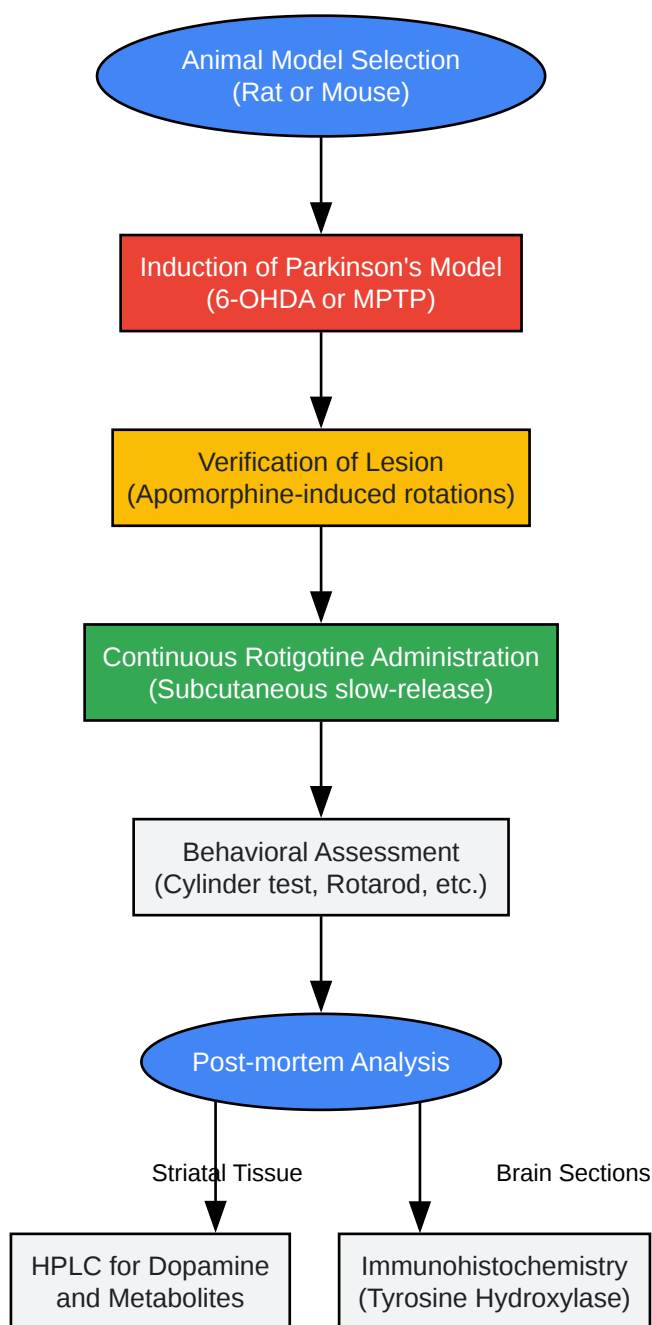 Animal Model Selection
(Rat or Mouse)
Induction of Parkinson's Model
(6-OHDA or MPTP)
Verification of Lesion
(Apomorphine-induced rotations)
Continuous Rotigotine Administration
(Subcutaneous slow-release)
Behavioral Assessment
(Cylinder test, Rotarod, etc.)
Post-mortem Analysis
Striatal Tissue
Brain Sections
HPLC for Dopamine
and Metabolites
Immunohistochemistry
(Tyrosine Hydroxylase)